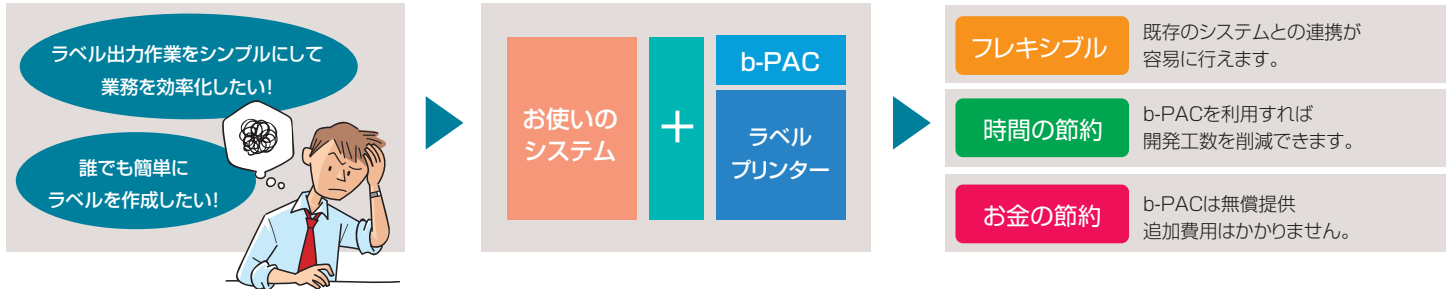 ラベル出力作業をシンプルにして
業務を効率化したい!
誰でも簡単に
ラベルを作成したい!
お使いの
システム
+
b-PAC
ラベル
プリンター
フレキシブル
既存のシステムとの連携が
容易に行えます。
時間の節約
b-PACを利用すれば
開発工数を削減できます。
お金の節約
b-PACは無償提供
追加費用はかかりません。